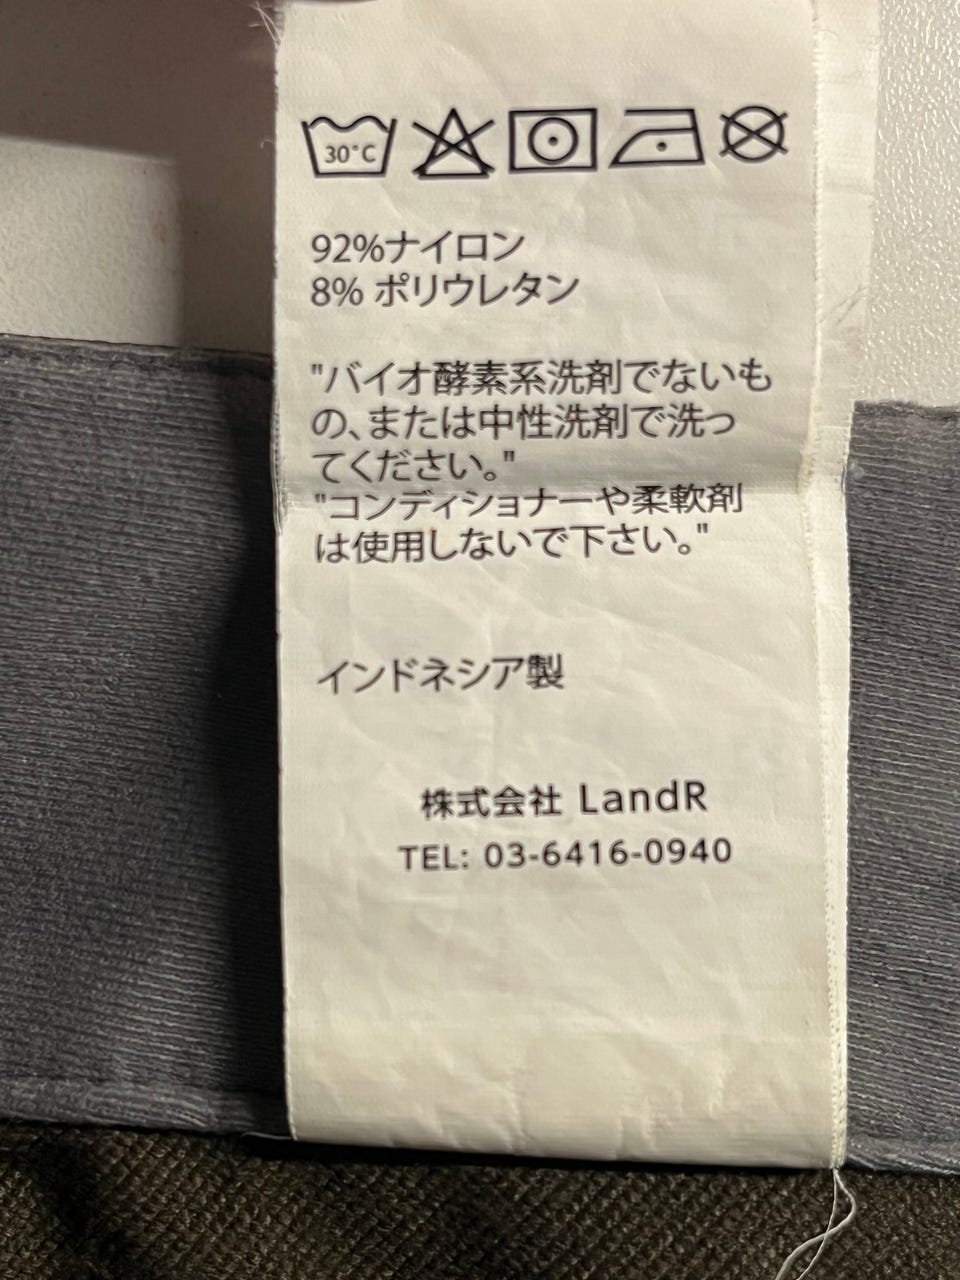 30°C
92%ナイロン
8% ポリウレタン
"バイオ酵素系洗剤でないも
の、または中性洗剤で洗っ
てください。"
"コンディショナーや柔軟剤
は使用しないで下さい。"
インドネシア製
株式会社 LandR
TEL: 03-6416-0940